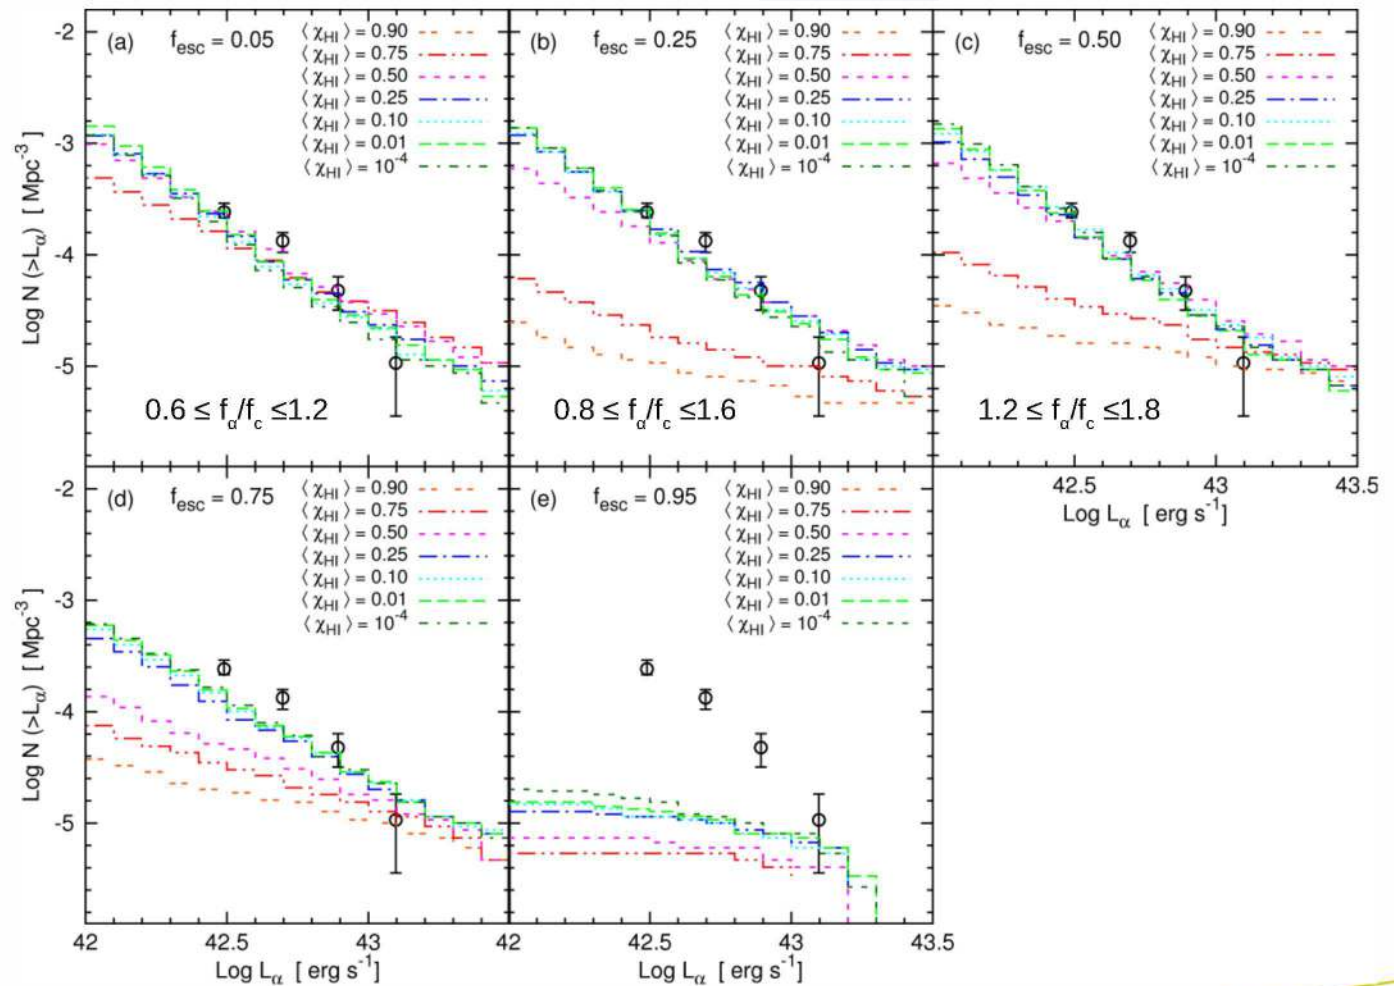 (a) f_esc = 0.05
⟨χ_HI⟩ = 0.90
⟨χ_HI⟩ = 0.75
⟨χ_HI⟩ = 0.50
⟨χ_HI⟩ = 0.25
⟨χ_HI⟩ = 0.10
⟨χ_HI⟩ = 0.01
⟨χ_HI⟩ = 10⁻⁴
0.6 ≤ f_α/f_c ≤1.2
(b) f_esc = 0.25
⟨χ_HI⟩ = 0.90
⟨χ_HI⟩ = 0.75
⟨χ_HI⟩ = 0.50
⟨χ_HI⟩ = 0.25
⟨χ_HI⟩ = 0.10
⟨χ_HI⟩ = 0.01
⟨χ_HI⟩ = 10⁻⁴
0.8 ≤ f_α/f_c ≤1.6
(c) f_esc = 0.50
⟨χ_HI⟩ = 0.90
⟨χ_HI⟩ = 0.75
⟨χ_HI⟩ = 0.50
⟨χ_HI⟩ = 0.25
⟨χ_HI⟩ = 0.10
⟨χ_HI⟩ = 0.01
⟨χ_HI⟩ = 10⁻⁴
1.2 ≤ f_α/f_c ≤1.8
-2
-3
-4
-5
Log N (>L_α) [ Mpc⁻³ ]
42.5 43 43.5
Log L_α [ erg s⁻¹ ]
(d) f_esc = 0.75
⟨χ_HI⟩ = 0.90
⟨χ_HI⟩ = 0.75
⟨χ_HI⟩ = 0.50
⟨χ_HI⟩ = 0.25
⟨χ_HI⟩ = 0.10
⟨χ_HI⟩ = 0.01
⟨χ_HI⟩ = 10⁻⁴
(e) f_esc = 0.95
⟨χ_HI⟩ = 0.90
⟨χ_HI⟩ = 0.75
⟨χ_HI⟩ = 0.50
⟨χ_HI⟩ = 0.25
⟨χ_HI⟩ = 0.10
⟨χ_HI⟩ = 0.01
⟨χ_HI⟩ = 10⁻⁴
-2
-3
-4
-5
Log N (>L_α) [ Mpc⁻³ ]
42 42.5 43 42 42.5 43 43.5
Log L_α [ erg s⁻¹ ]
Log L_α [ erg s⁻¹ ]